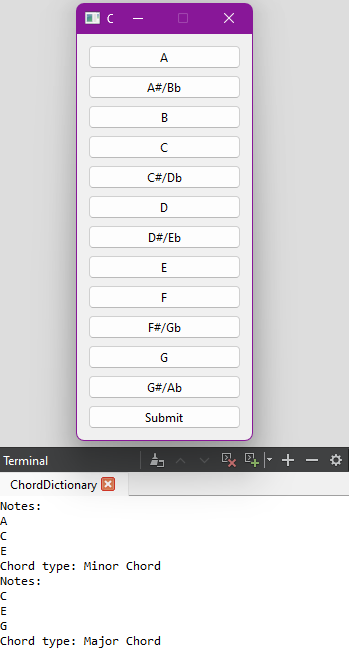 C
A
A#/Bb
B
C
C#/Db
D
D#/Eb
E
F
F#/Gb
G
G#/Ab
Submit
Terminal
ChordDictionary
Notes:
A
C
E
Chord type: Minor Chord
Notes:
C
E
G
Chord type: Major Chord